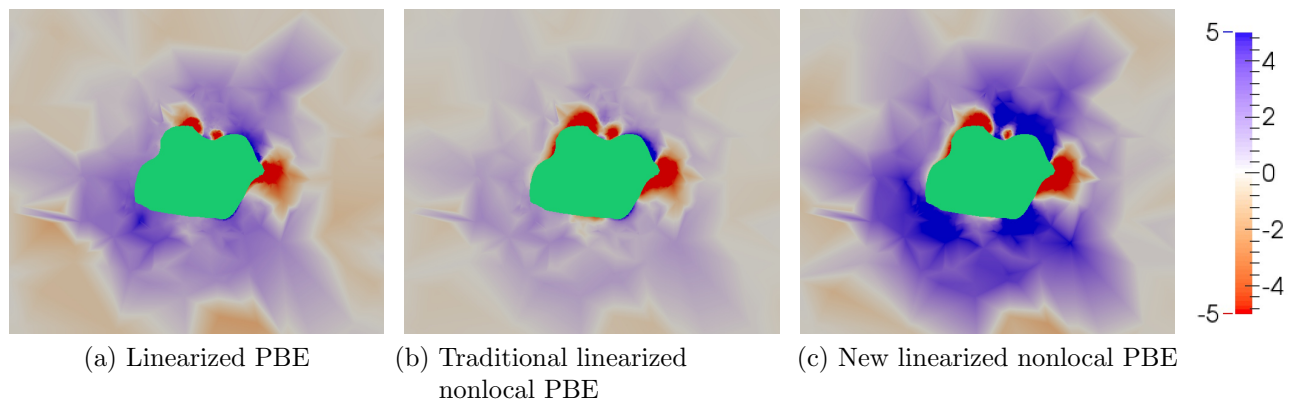 5
4
2
0
-2
-4
-5
(a) Linearized PBE
(b) Traditional linearized
nonlocal PBE
(c) New linearized nonlocal PBE